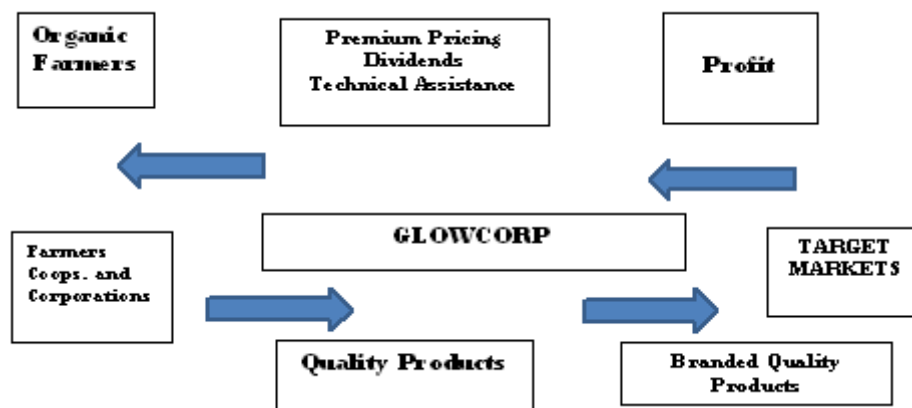 Organic
Farmers
Premium Pricing
Dividends
Technical Assistance
Profit
GLOWCORP
Farmers
Coops. and
Corporations
TARGET
MARKETS
Quality Products
Branded Quality
Products